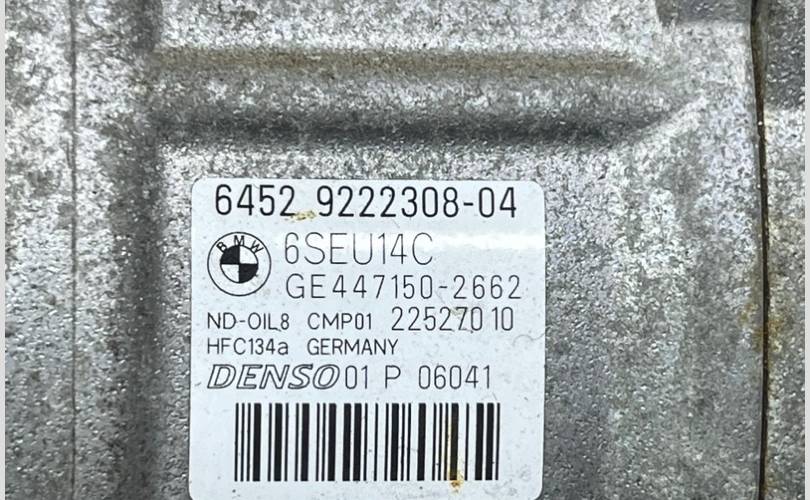 6452 9222308-04
BMW 6SEU14C
GE447150-2662
ND-OIL8 CMP01 22527010
HFC134a GERMANY
DENSO 01 P 06041